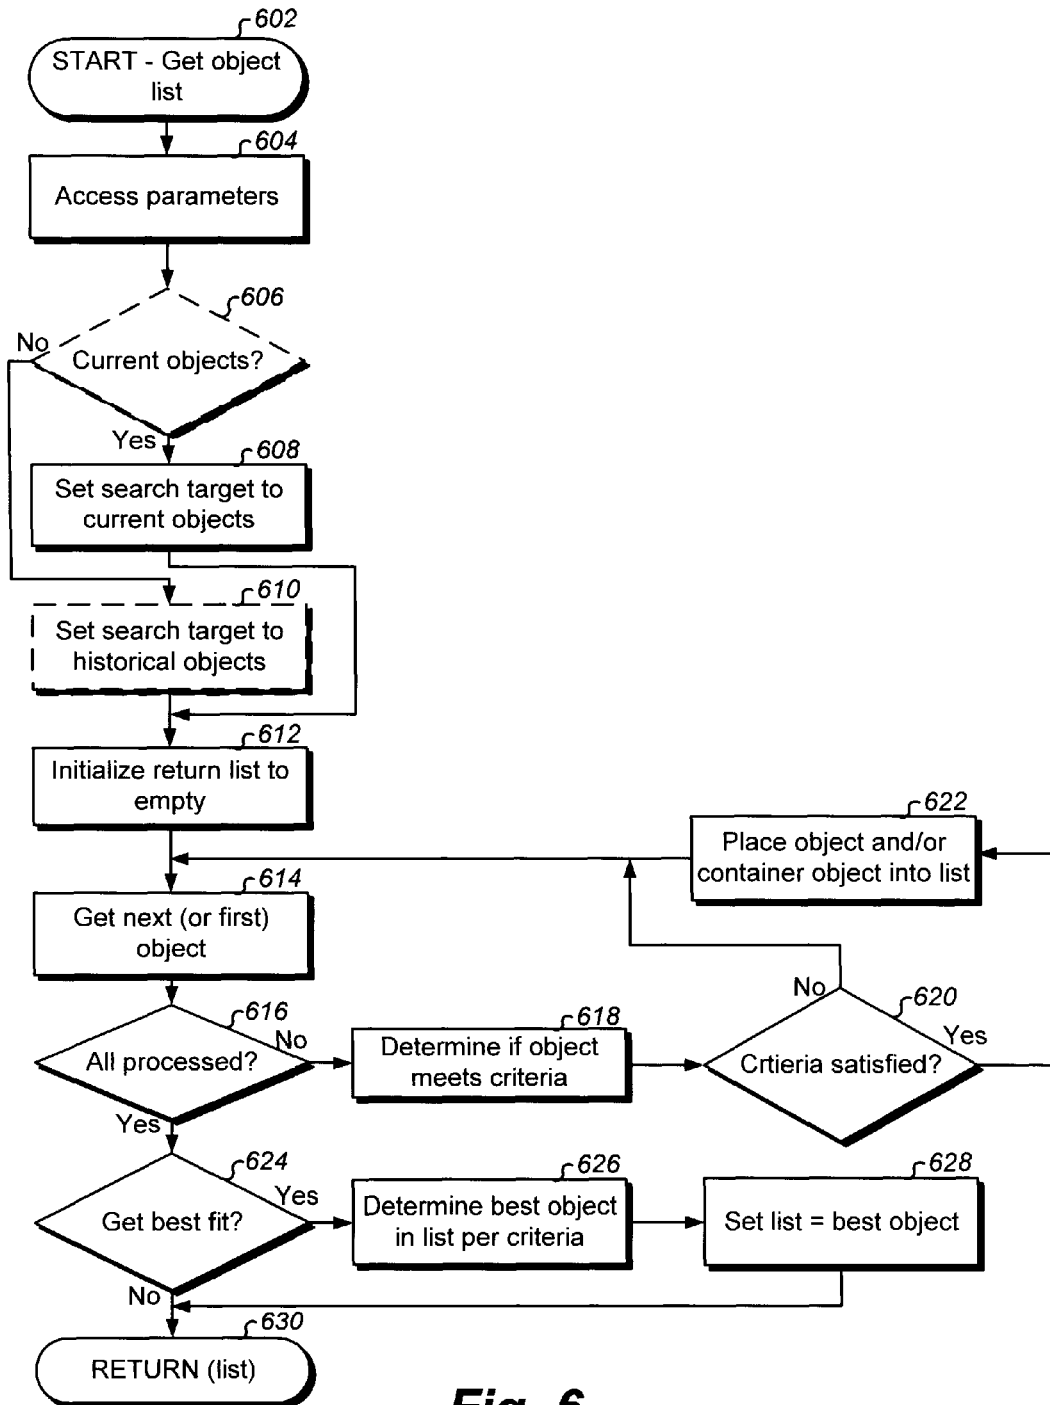 602
START - Get object
list
604
Access parameters
606
No
Current objects?
Yes
608
Set search target to
current objects
610
Set search target to
historical objects
612
Initialize return list to
empty
622
Place object and/or
container object into list
614
Get next (or first)
object
616
All processed?
No
618
Determine if object
meets criteria
No
620
Yes
Crtieria satisfied?
Yes
624
Get best fit?
Yes
626
Determine best object
in list per criteria
628
Set list = best object
No
630
RETURN (list)
Fig. 6